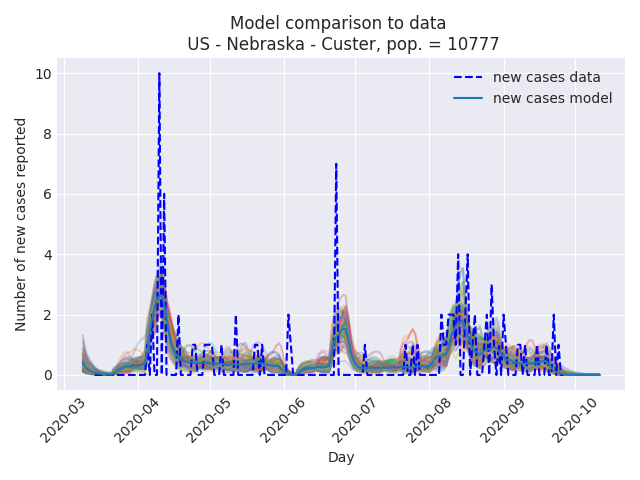 Model comparison to data
US - Nebraska - Custer, pop. = 10777
new cases data
new cases model
Number of new cases reported
10
8
6
4
2
0
2020-03
2020-04
2020-05
2020-06
2020-07
2020-08
2020-09
2020-10
Day